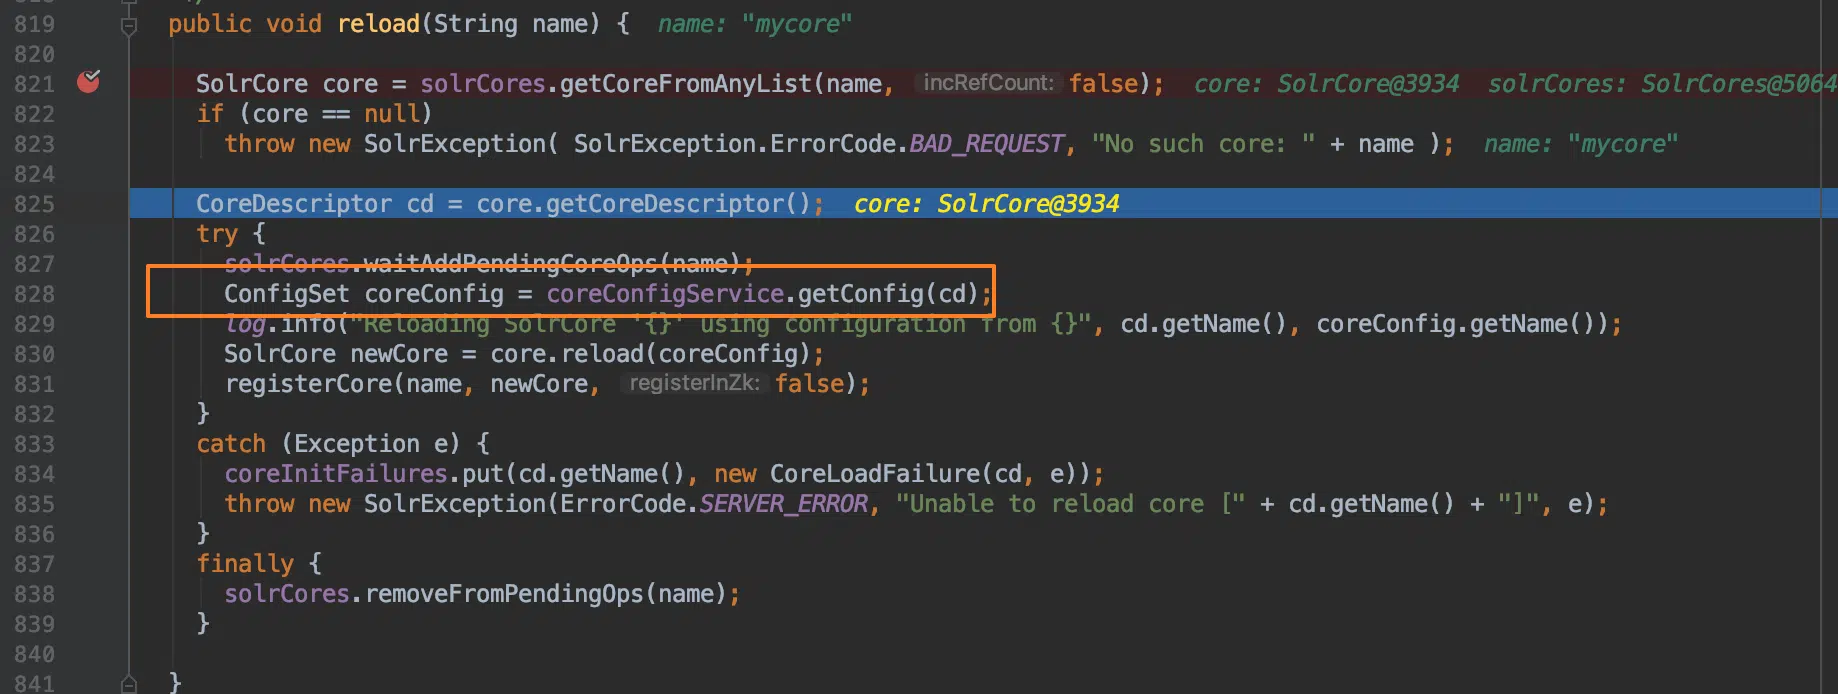 819 public void reload(String name) { name: "mycore"
820
821 SolrCore core = solrCores.getCoreFromAnyList(name, incRefCount: false); core: SolrCore@3934 solrCores: SolrCores@5064
822 if (core == null)
823 throw new SolrException( SolrException.ErrorCode.BAD_REQUEST, "No such core: " + name ); name: "mycore"
824
825 CoreDescriptor cd = core.getCoreDescriptor(); core: SolrCore@3934
826 try {
827 solrCores.waitAddPendingCoreOps(name);
828 ConfigSet coreConfig = coreConfigService.getConfig(cd);
829 log.info("Reloading SolrCore '{}' using configuration from {}", cd.getName(), coreConfig.getName());
830 SolrCore newCore = core.reload(coreConfig);
831 registerCore(name, newCore, registerInZk: false);
832 }
833 catch (Exception e) {
834 coreInitFailures.put(cd.getName(), new CoreLoadFailure(cd, e));
835 throw new SolrException(ErrorCode.SERVER_ERROR, "Unable to reload core [" + cd.getName() + "]", e);
836 }
837 finally {
838 solrCores.removeFromPendingOps(name);
839 }
840
841 }